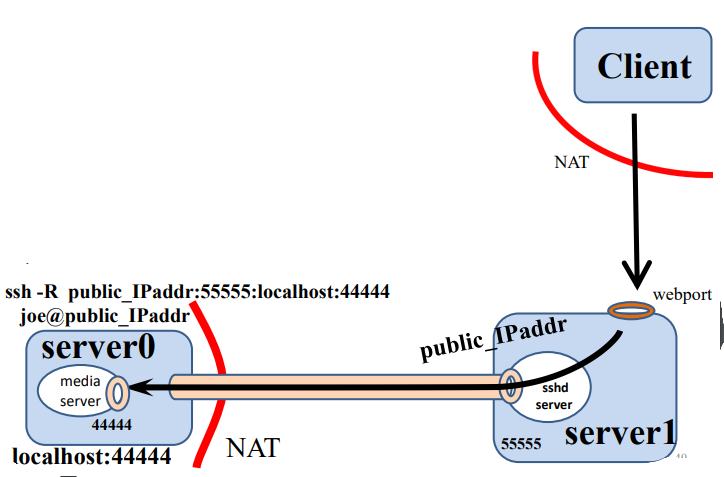 Client
NAT
ssh -R public_IPaddr:55555:localhost:44444
joe@public_IPaddr
webport
server0
public_IPaddr
media
server
44444
sshd
server
localhost:44444
NAT
55555
server1